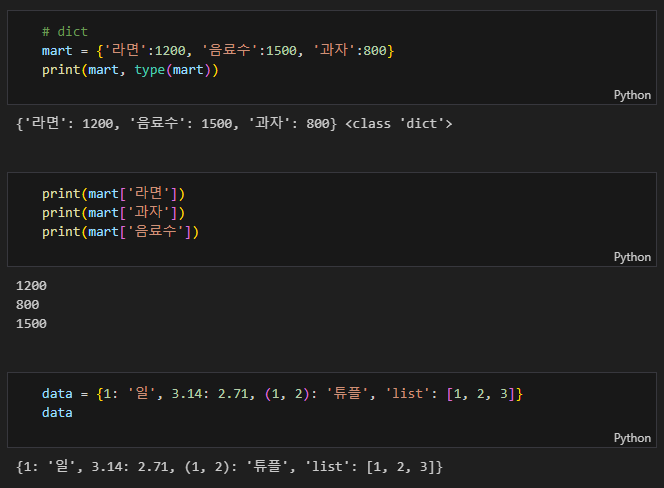 # dict
mart = {'라면':1200, '음료수':1500, '과자':800}
print(mart, type(mart))
Python
{'라면': 1200, '음료수': 1500, '과자': 800} <class 'dict'>
print(mart['라면'])
print(mart['과자'])
print(mart['음료수'])
Python
1200
800
1500
data = {1: '일', 3.14: 2.71, (1, 2): '튜플', 'list': [1, 2, 3]}
data
Python
{1: '일', 3.14: 2.71, (1, 2): '튜플', 'list': [1, 2, 3]}